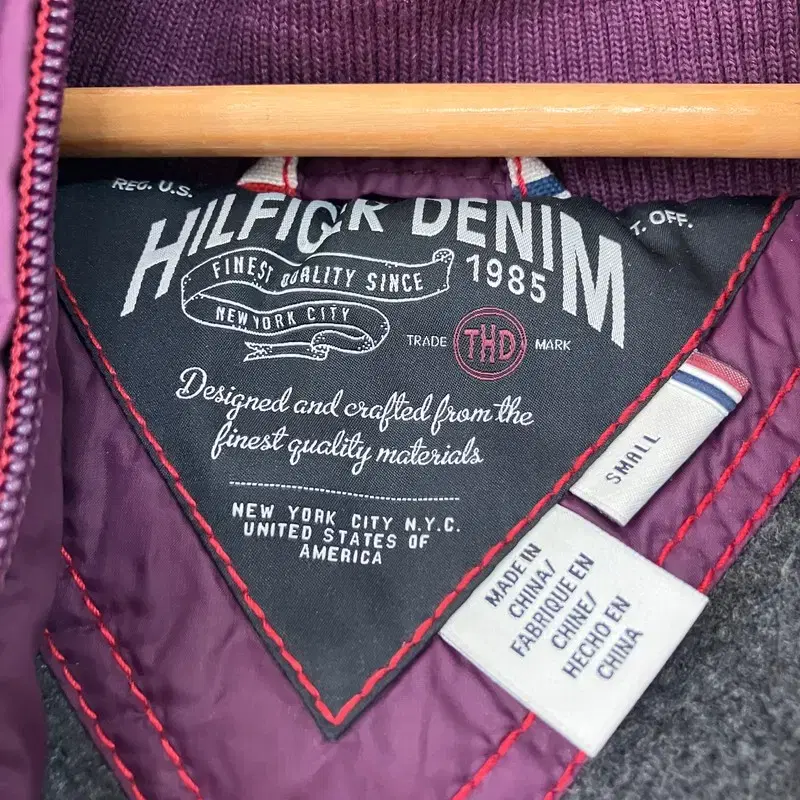 REG. U.S.
T. OFF.
HILFIGER DENIM
FINEST QUALITY SINCE
1985
NEW YORK CITY
TRADE THD MARK
Designed and crafted from the
finest quality materials
NEW YORK CITY N.Y.C.
UNITED STATES OF
AMERICA
SMALL
MADE IN
CHINA/
FABRIQUE EN
CHINE/
HECHO EN
CHINA